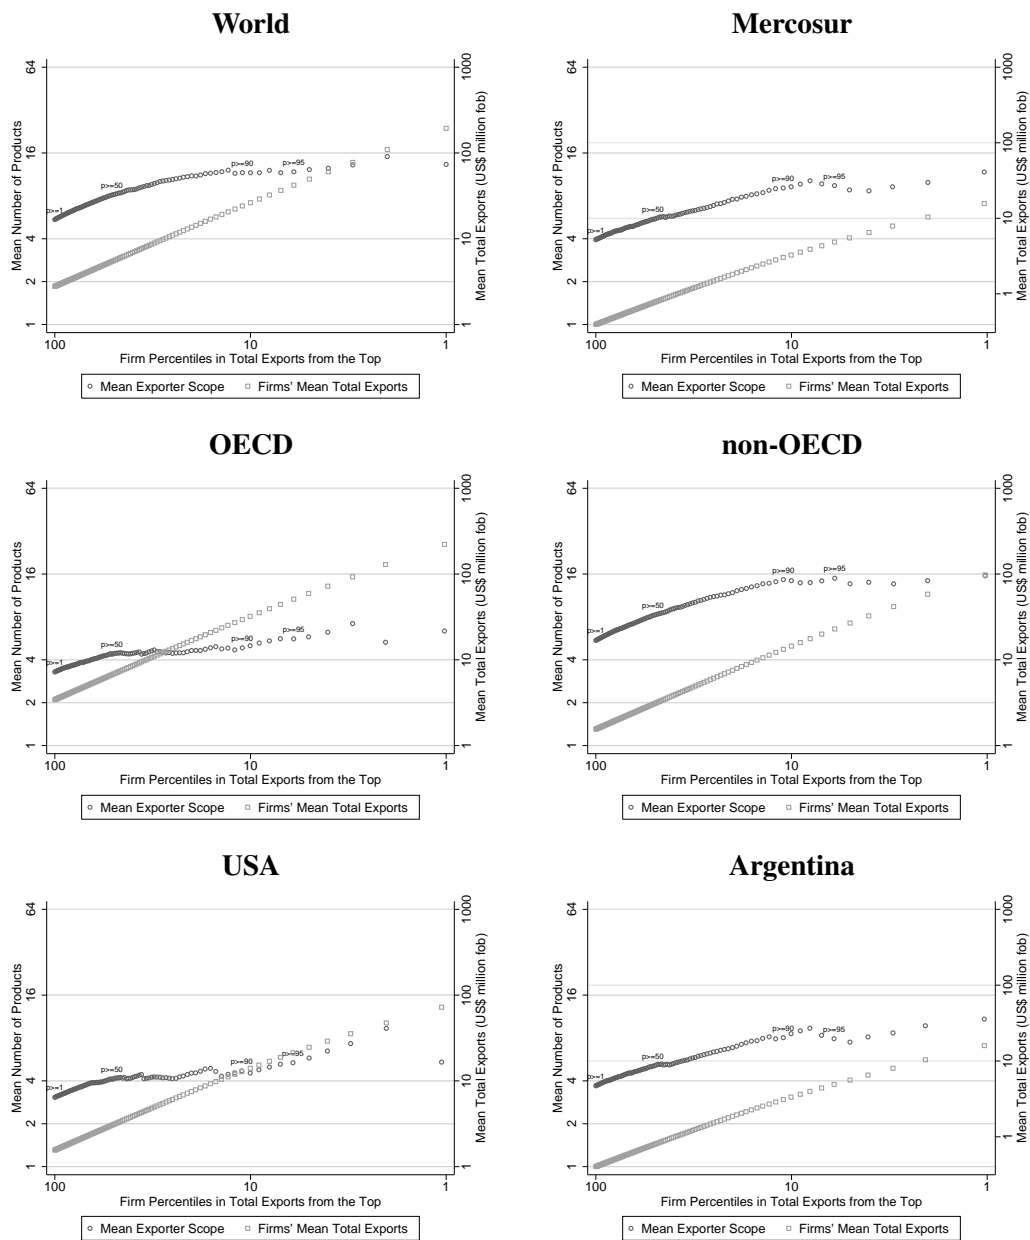 World
Mean Number of Products
64
16
4
2
1
p>=1
p>=50
p>=90
p>=95
1000
100
10
1
Mean Total Exports (US$ million fob)
100
10
1
Firm Percentiles in Total Exports from the Top
Mean Exporter Scope
Firms' Mean Total Exports
Mercosur
Mean Number of Products
64
16
4
2
1
p>=1
p>=50
p>=90
p>=95
1000
100
10
1
Mean Total Exports (US$ million fob)
100
10
1
Firm Percentiles in Total Exports from the Top
Mean Exporter Scope
Firms' Mean Total Exports
OECD
Mean Number of Products
64
16
4
2
1
p>=1
p>=50
p>=90
p>=95
1000
100
10
1
Mean Total Exports (US$ million fob)
100
10
1
Firm Percentiles in Total Exports from the Top
Mean Exporter Scope
Firms' Mean Total Exports
non-OECD
Mean Number of Products
64
16
4
2
1
p>=1
p>=50
p>=90
p>=95
1000
100
10
1
Mean Total Exports (US$ million fob)
100
10
1
Firm Percentiles in Total Exports from the Top
Mean Exporter Scope
Firms' Mean Total Exports
USA
Mean Number of Products
64
16
4
2
1
p>=1
p>=50
p>=90
p>=95
1000
100
10
1
Mean Total Exports (US$ million fob)
100
10
1
Firm Percentiles in Total Exports from the Top
Mean Exporter Scope
Firms' Mean Total Exports
Argentina
Mean Number of Products
64
16
4
2
1
p>=1
p>=50
p>=90
p>=95
1000
100
10
1
Mean Total Exports (US$ million fob)
100
10
1
Firm Percentiles in Total Exports from the Top
Mean Exporter Scope
Firms' Mean Total Exports